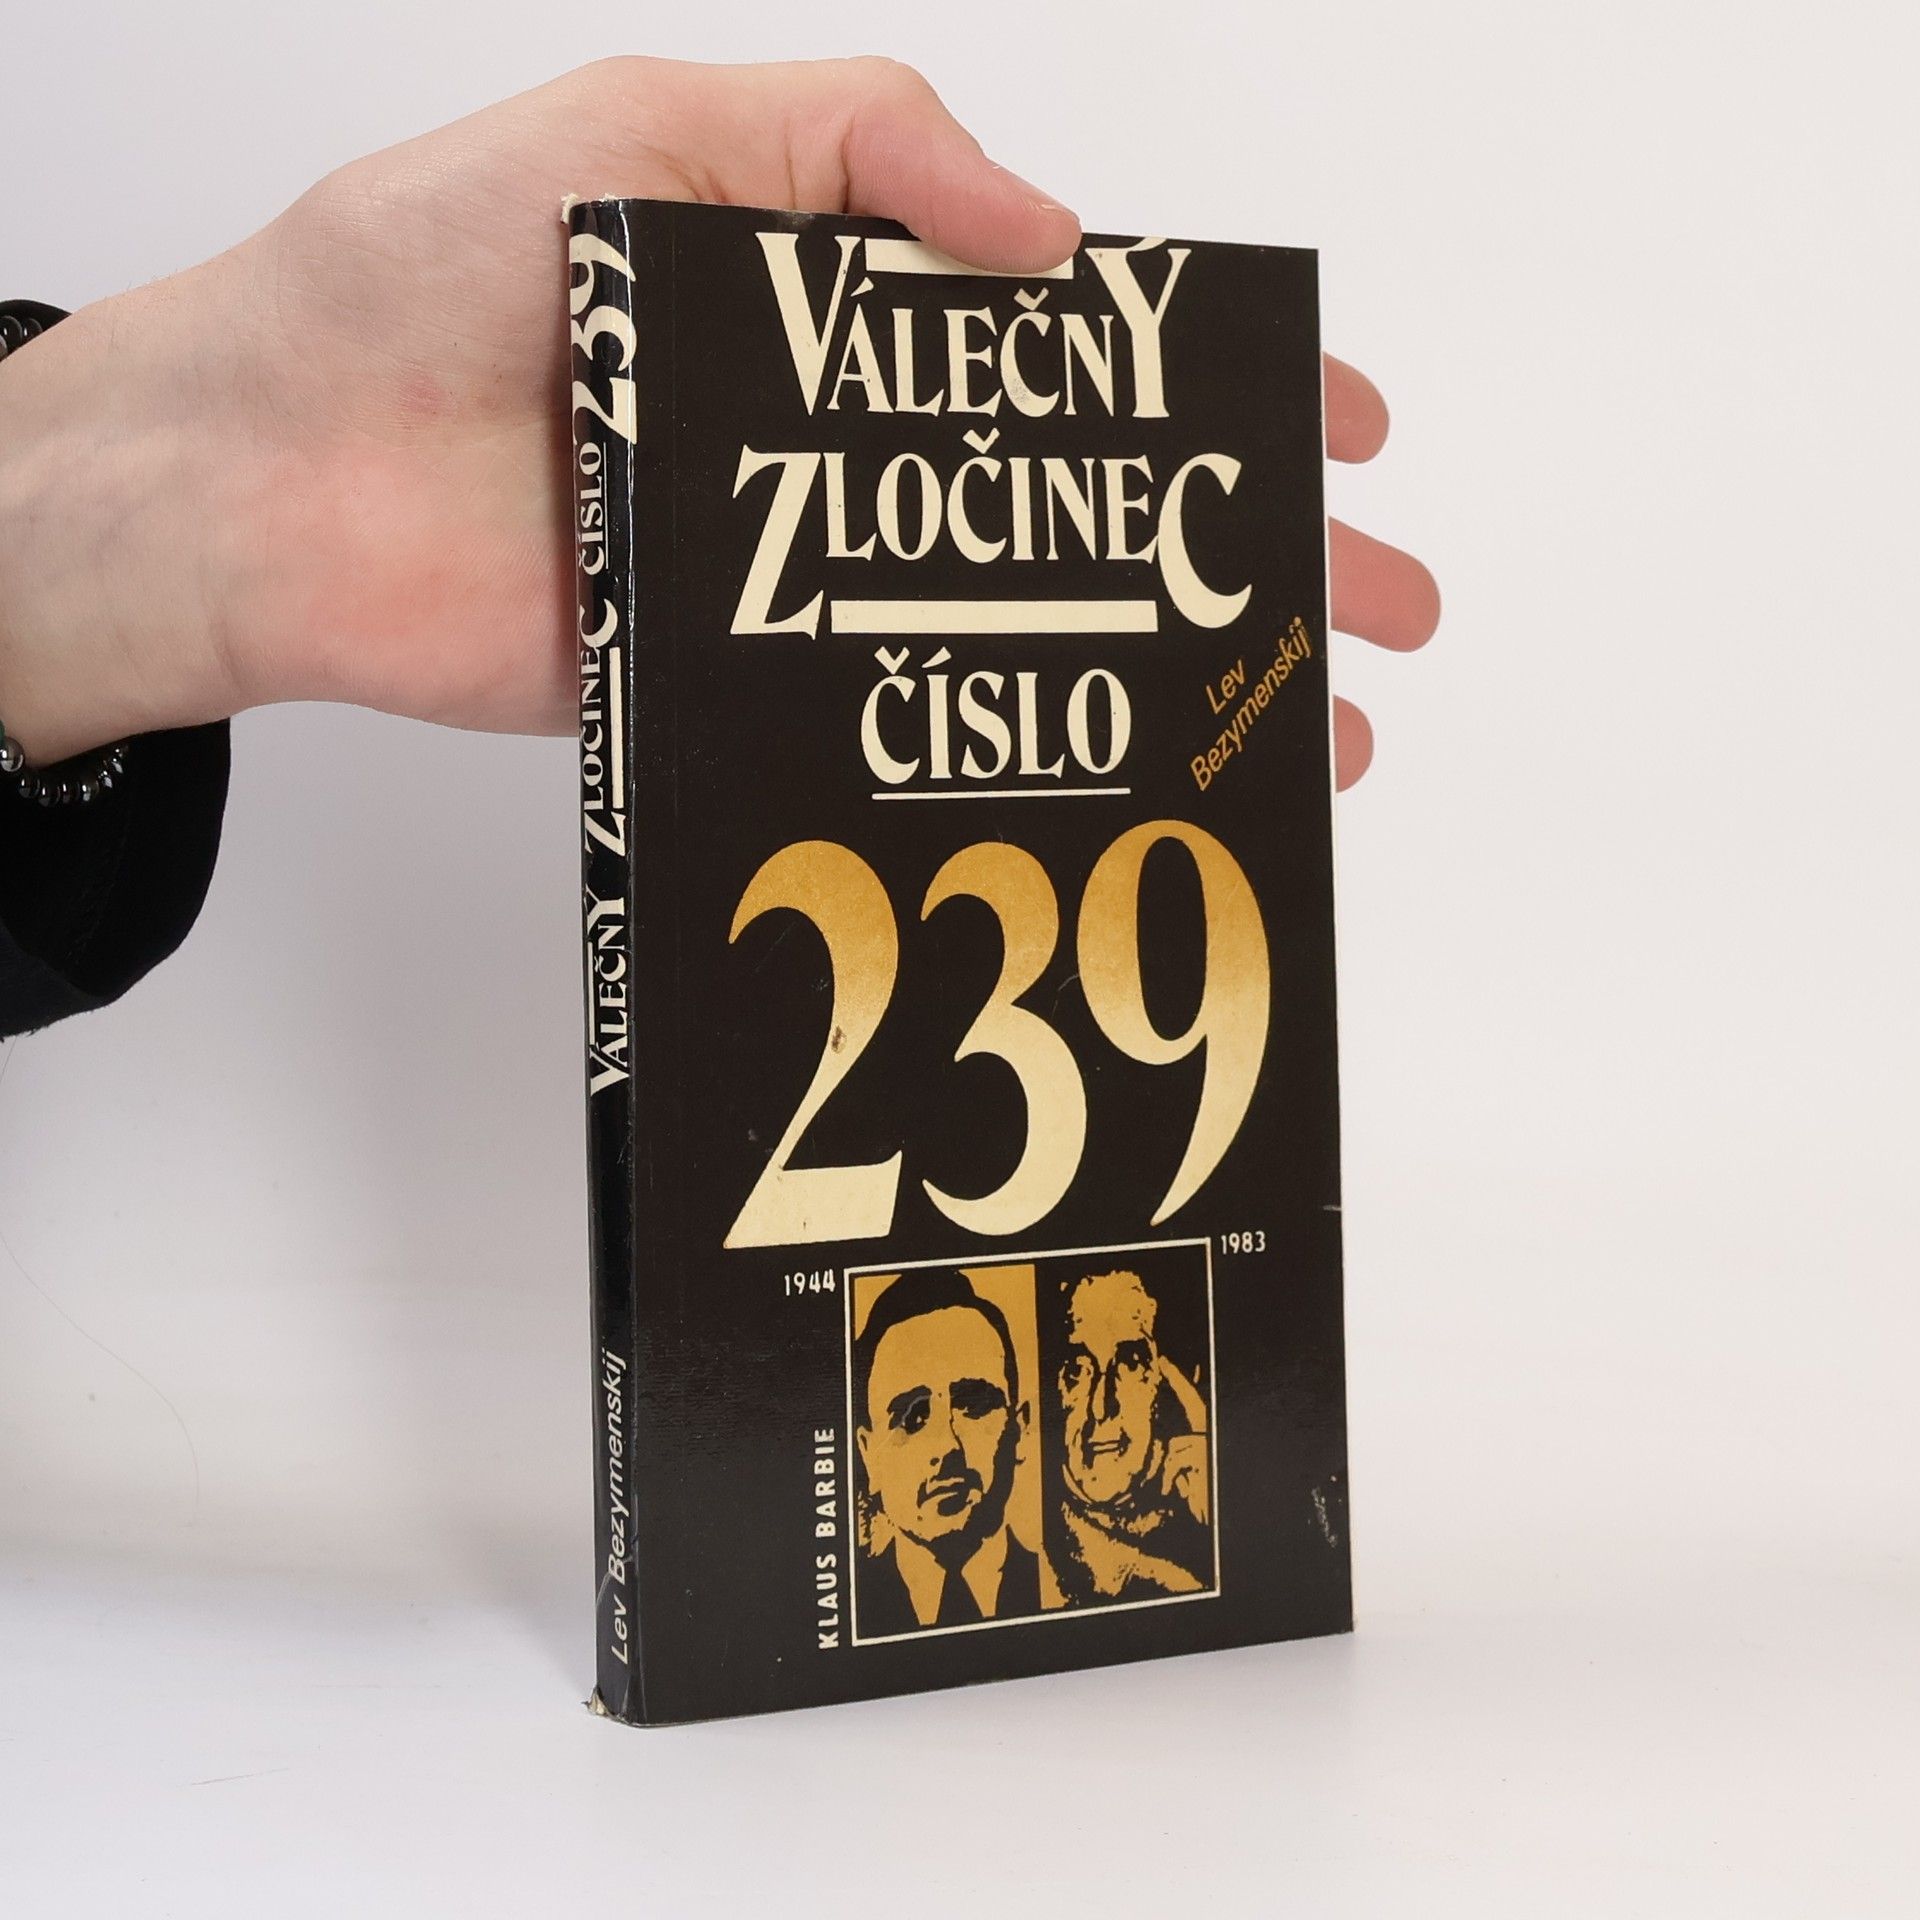 VÁLEČNÝ
ZLOČINEC
ČÍSLO
Lev
Bezymenskij
239
1944
1983
KLAUS BARBIE
Lev Bezymenskij VÁLEČNÝ ZLOČINEC ČÍSLO 239